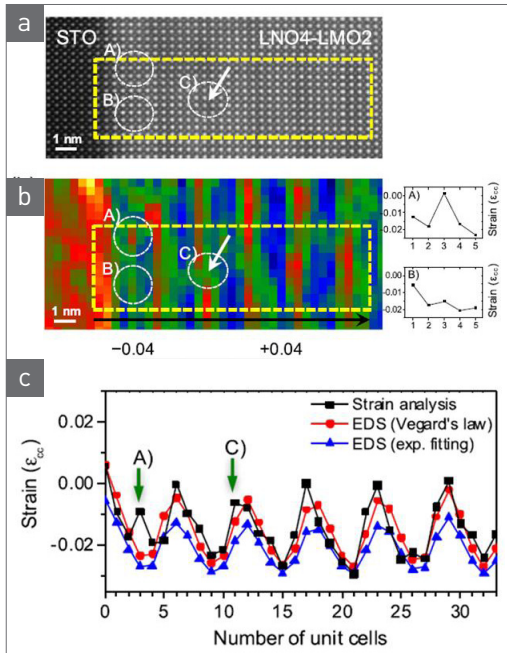 a
STO
LNO4-LMO2
A)
B)
C)
1 nm
b
A)
B)
C)
1 nm
−0.04
+0.04
A)
0.00
-0.01
-0.02
1 2 3 4 5
Strain (εcc)
B)
0.00
-0.01
-0.02
1 2 3 4 5
Strain (εcc)
c
Strain analysis
EDS (Vegard's law)
EDS (exp. fitting)
A)
C)
0.02
0.00
-0.02
Strain (εcc)
0 5 10 15 20 25 30
Number of unit cells